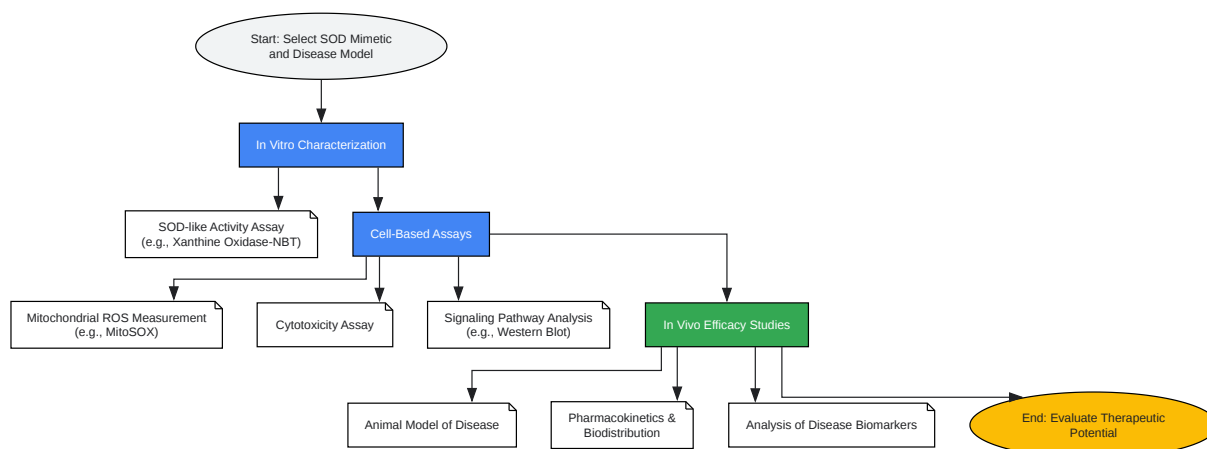 Start: Select SOD Mimetic
and Disease Model
In Vitro Characterization
SOD-like Activity Assay
(e.g., Xanthine Oxidase-NBT)
Cell-Based Assays
Mitochondrial ROS Measurement
(e.g., MitoSOX)
Cytotoxicity Assay
Signaling Pathway Analysis
(e.g., Western Blot)
In Vivo Efficacy Studies
Animal Model of Disease
Pharmacokinetics &
Biodistribution
Analysis of Disease Biomarkers
End: Evaluate Therapeutic
Potential